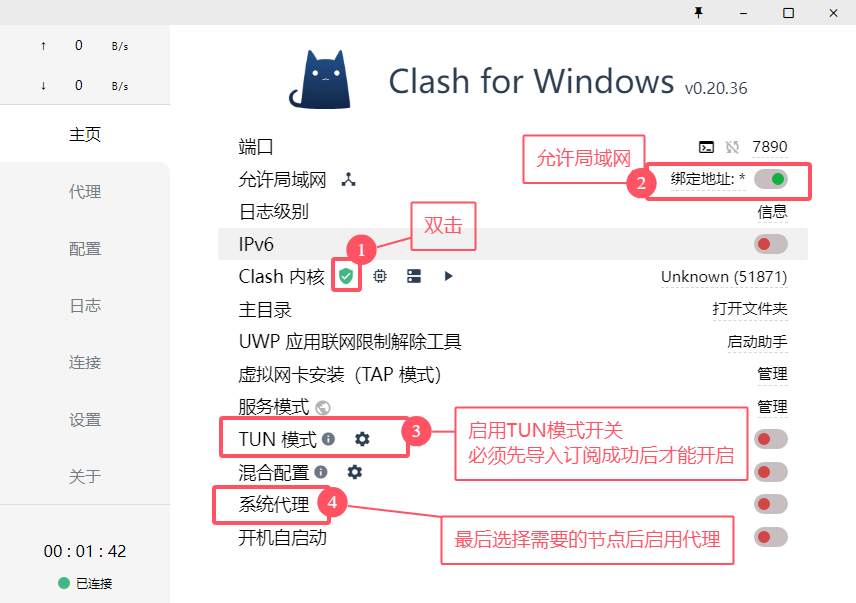 ↑ 0 B/s
↓ 0 B/s
主页
代理
配置
日志
连接
设置
关于
00 : 01 : 42
已连接
Clash for Windows v0.20.36
端口 7890
允许局域网
允许局域网 绑定地址: *
2
日志级别 信息
双击
IPv6
1
Clash 内核 Unknown (51871)
主目录 打开文件夹
UWP 应用联网限制解除工具 启动助手
虚拟网卡安装（TAP 模式） 管理
服务模式 管理
TUN 模式
3
启用TUN模式开关
必须先导入订阅成功后才能开启
混合配置
系统代理
4
最后选择需要的节点后启用代理
开机自启动